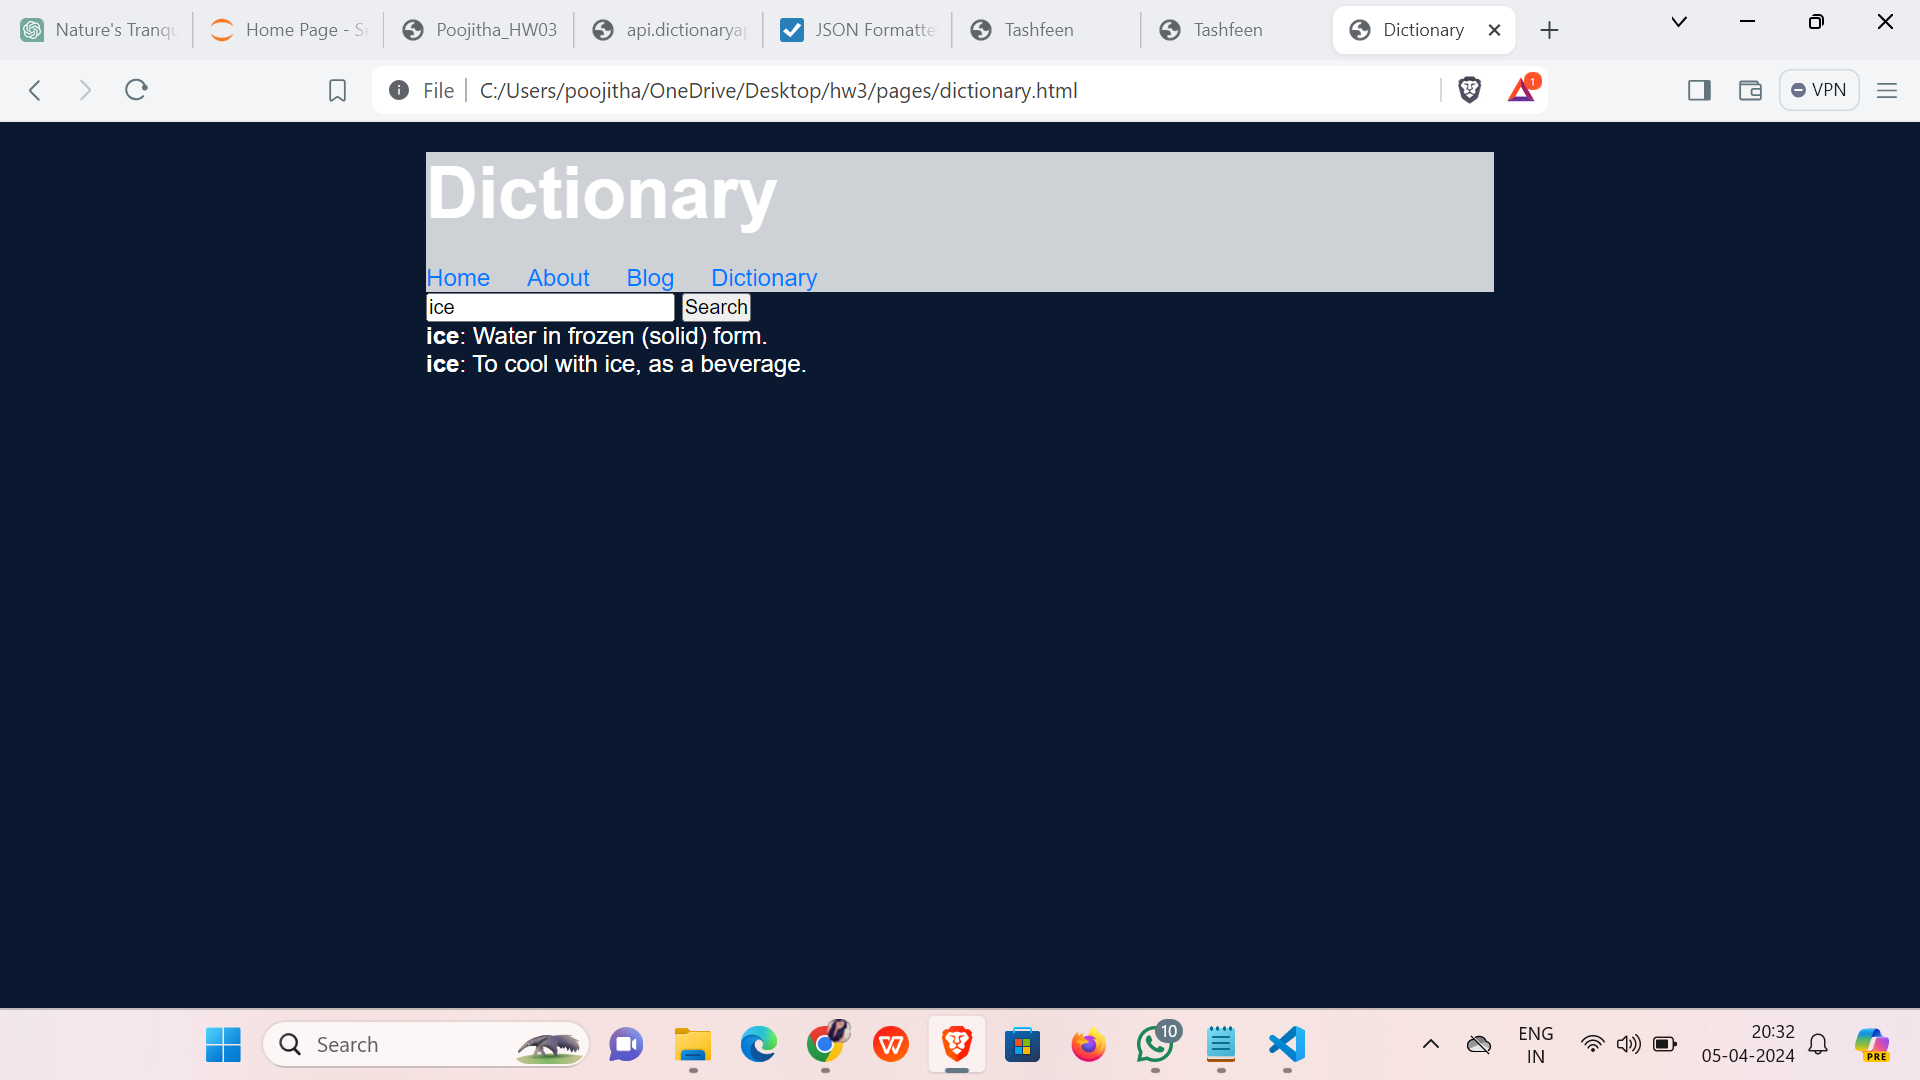 Nature's Tranqu
Home Page - Se
Poojitha_HW03
api.dictionaryap
JSON Formatte
Tashfeen
Tashfeen
Dictionary
File
C:/Users/poojitha/OneDrive/Desktop/hw3/pages/dictionary.html
1
VPN
Dictionary
Home About Blog Dictionary
ice Search
ice: Water in frozen (solid) form.
ice: To cool with ice, as a beverage.
Search
10
ENG
IN
20:32
05-04-2024
PRE